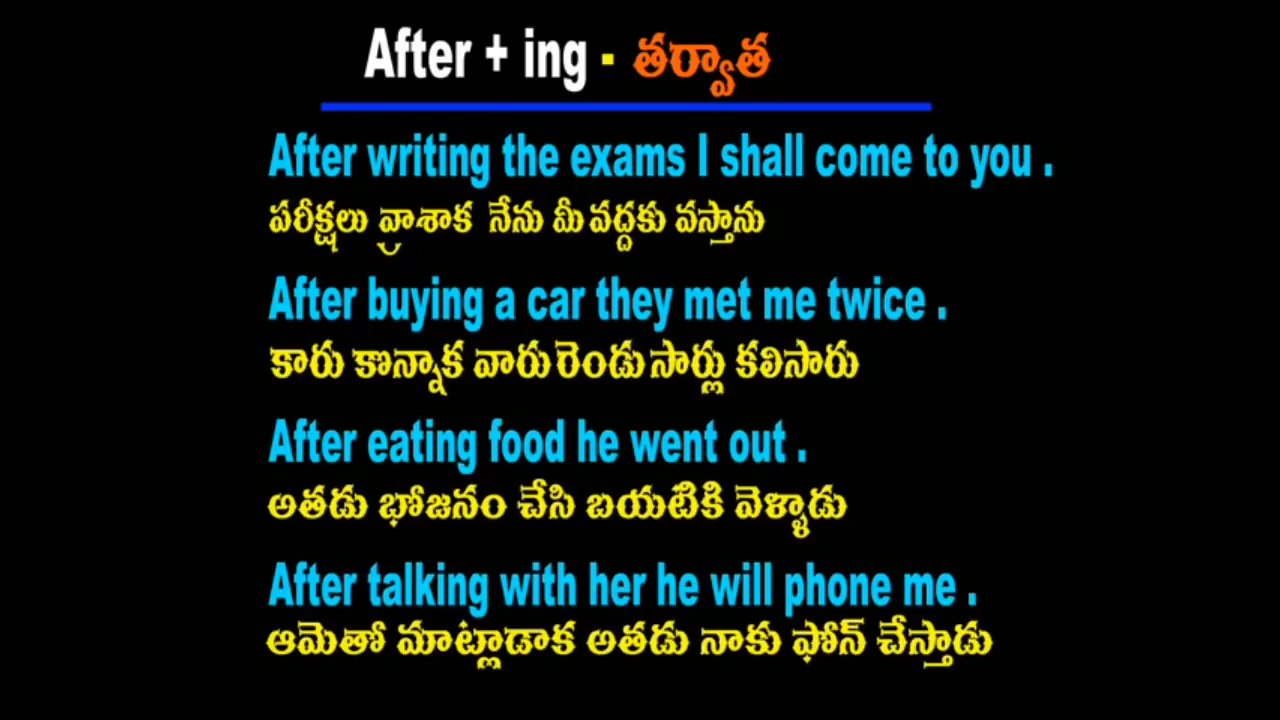 After + ing - తర్వాత
After writing the exams I shall come to you .
పరీక్షలు వ్రాశాక నేను మీ వద్దకు వస్తాను
After buying a car they met me twice .
కారు కొన్నాక వారు రెండు సార్లు కలిసారు
After eating food he went out .
అతడు భోజనం చేసి బయటికి వెళ్ళాడు
After talking with her he will phone me .
ఆమెతో మాట్లాడాక అతడు నాకు ఫోన్ చేస్తాడు